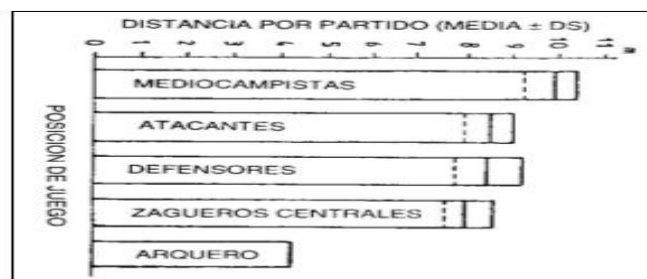 DISTANCIA POR PARTIDO (MEDIA ± DS)
0 1 2 3 4 5 6 7 8 9 10 11
MEDIOCAMPISTAS
ATACANTES
DEFENSORES
ZAGUEROS CENTRALES
ARQUERO
POSICION DE JUEGO